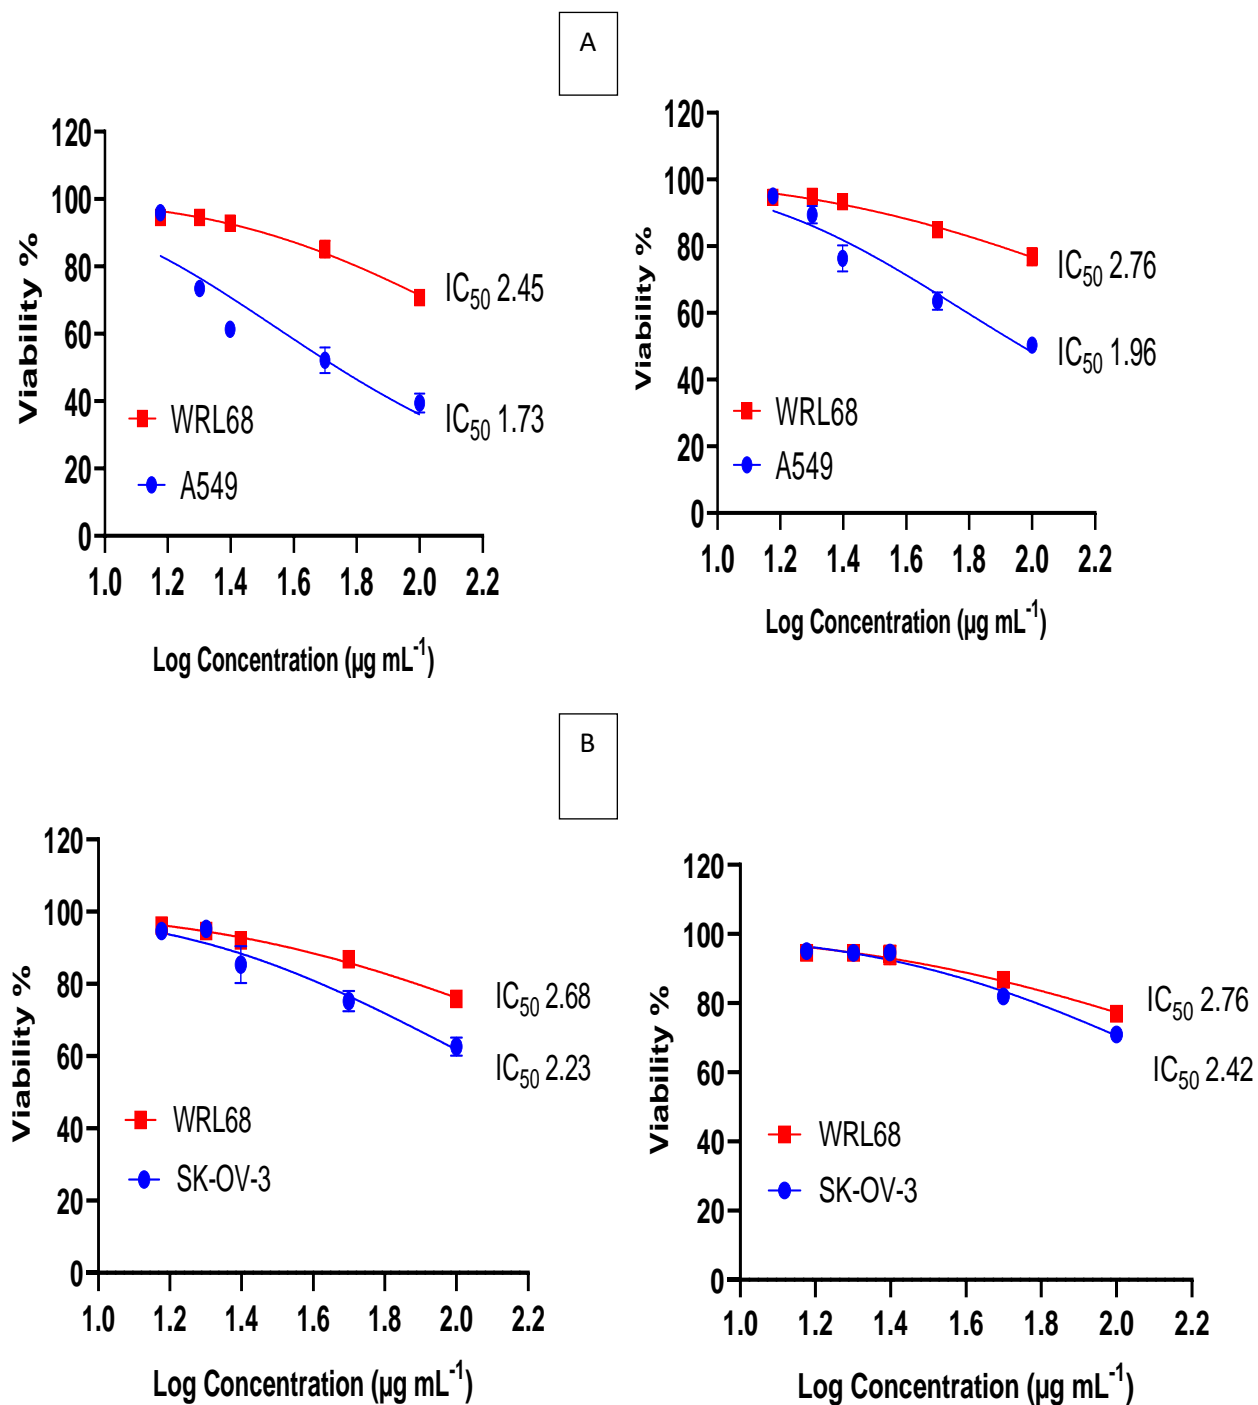 A
120
100
80
60
40
20
0
Viability %
IC50 2.45
IC50 1.73
WRL68
A549
1.0 1.2 1.4 1.6 1.8 2.0 2.2
Log Concentration (µg mL-1)
120
100
80
60
40
20
0
Viability %
IC50 2.76
IC50 1.96
WRL68
A549
1.0 1.2 1.4 1.6 1.8 2.0 2.2
Log Concentration (µg mL-1)
B
120
100
80
60
40
20
0
Viability %
IC50 2.68
IC50 2.23
WRL68
SK-OV-3
1.0 1.2 1.4 1.6 1.8 2.0 2.2
Log Concentration (µg mL-1)
120
100
80
60
40
20
0
Viability %
IC50 2.76
IC50 2.42
WRL68
SK-OV-3
1.0 1.2 1.4 1.6 1.8 2.0 2.2
Log Concentration (µg mL-1)